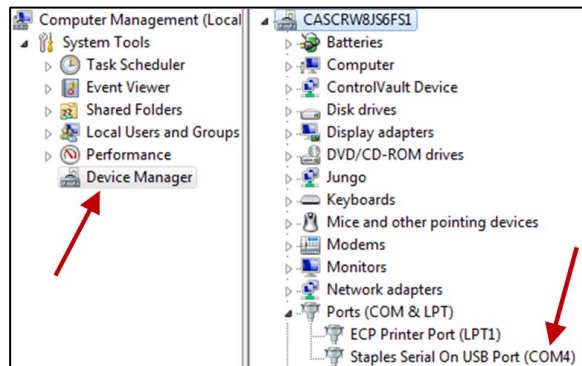 Computer Management (Local
System Tools
Task Scheduler
Event Viewer
Shared Folders
Local Users and Groups
Performance
Device Manager
CASCRW8JS6FS1
Batteries
Computer
ControlVault Device
Disk drives
Display adapters
DVD/CD-ROM drives
Jungo
Keyboards
Mice and other pointing devices
Modems
Monitors
Network adapters
Ports (COM & LPT)
ECP Printer Port (LPT1)
Staples Serial On USB Port (COM4)